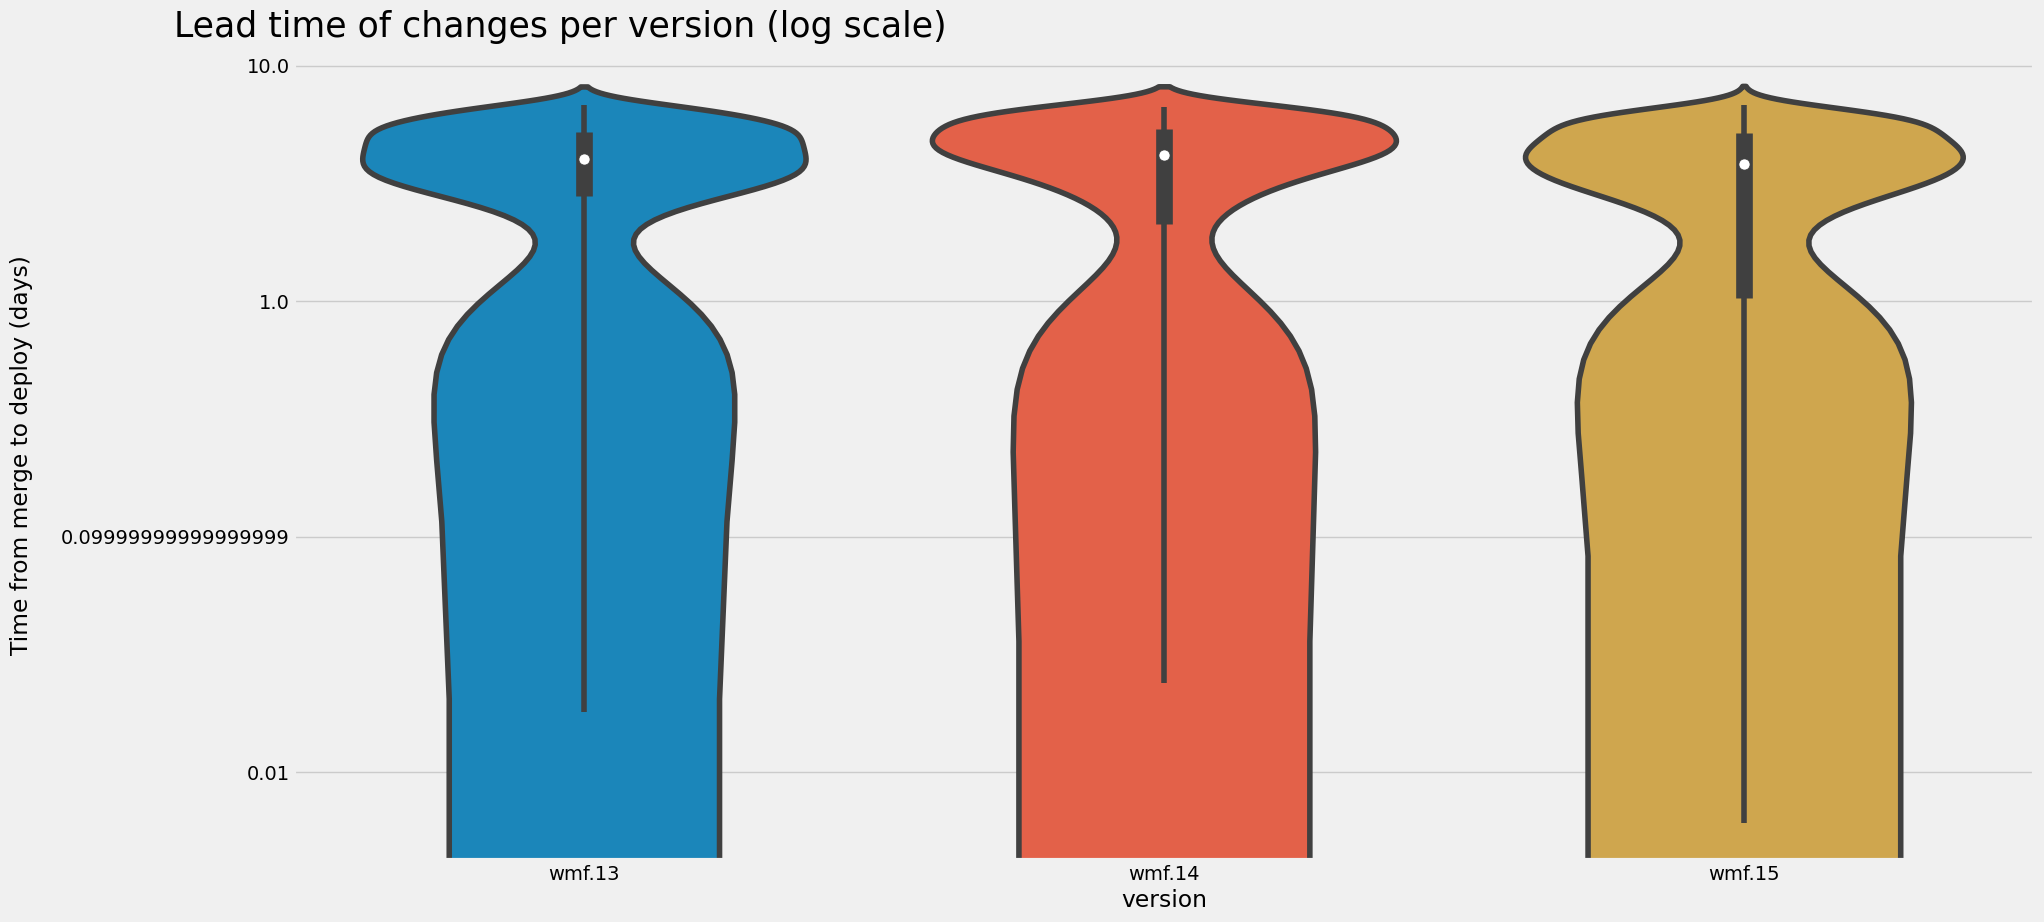 Lead time of changes per version (log scale)
Time from merge to deploy (days)
10.0
1.0
0.09999999999999999
0.01
wmf.13
wmf.14
wmf.15
version